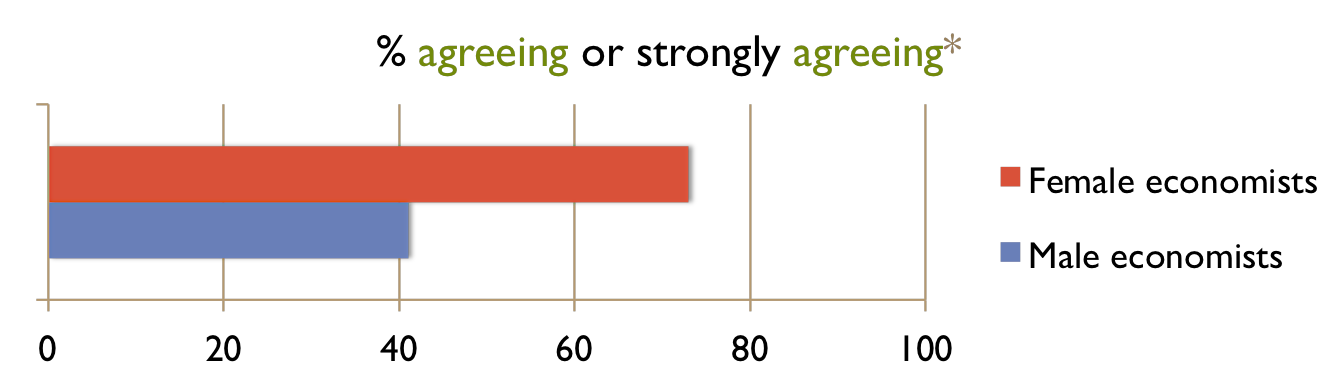 % agreeing or strongly agreeing*
Female economists
Male economists
0 20 40 60 80 100